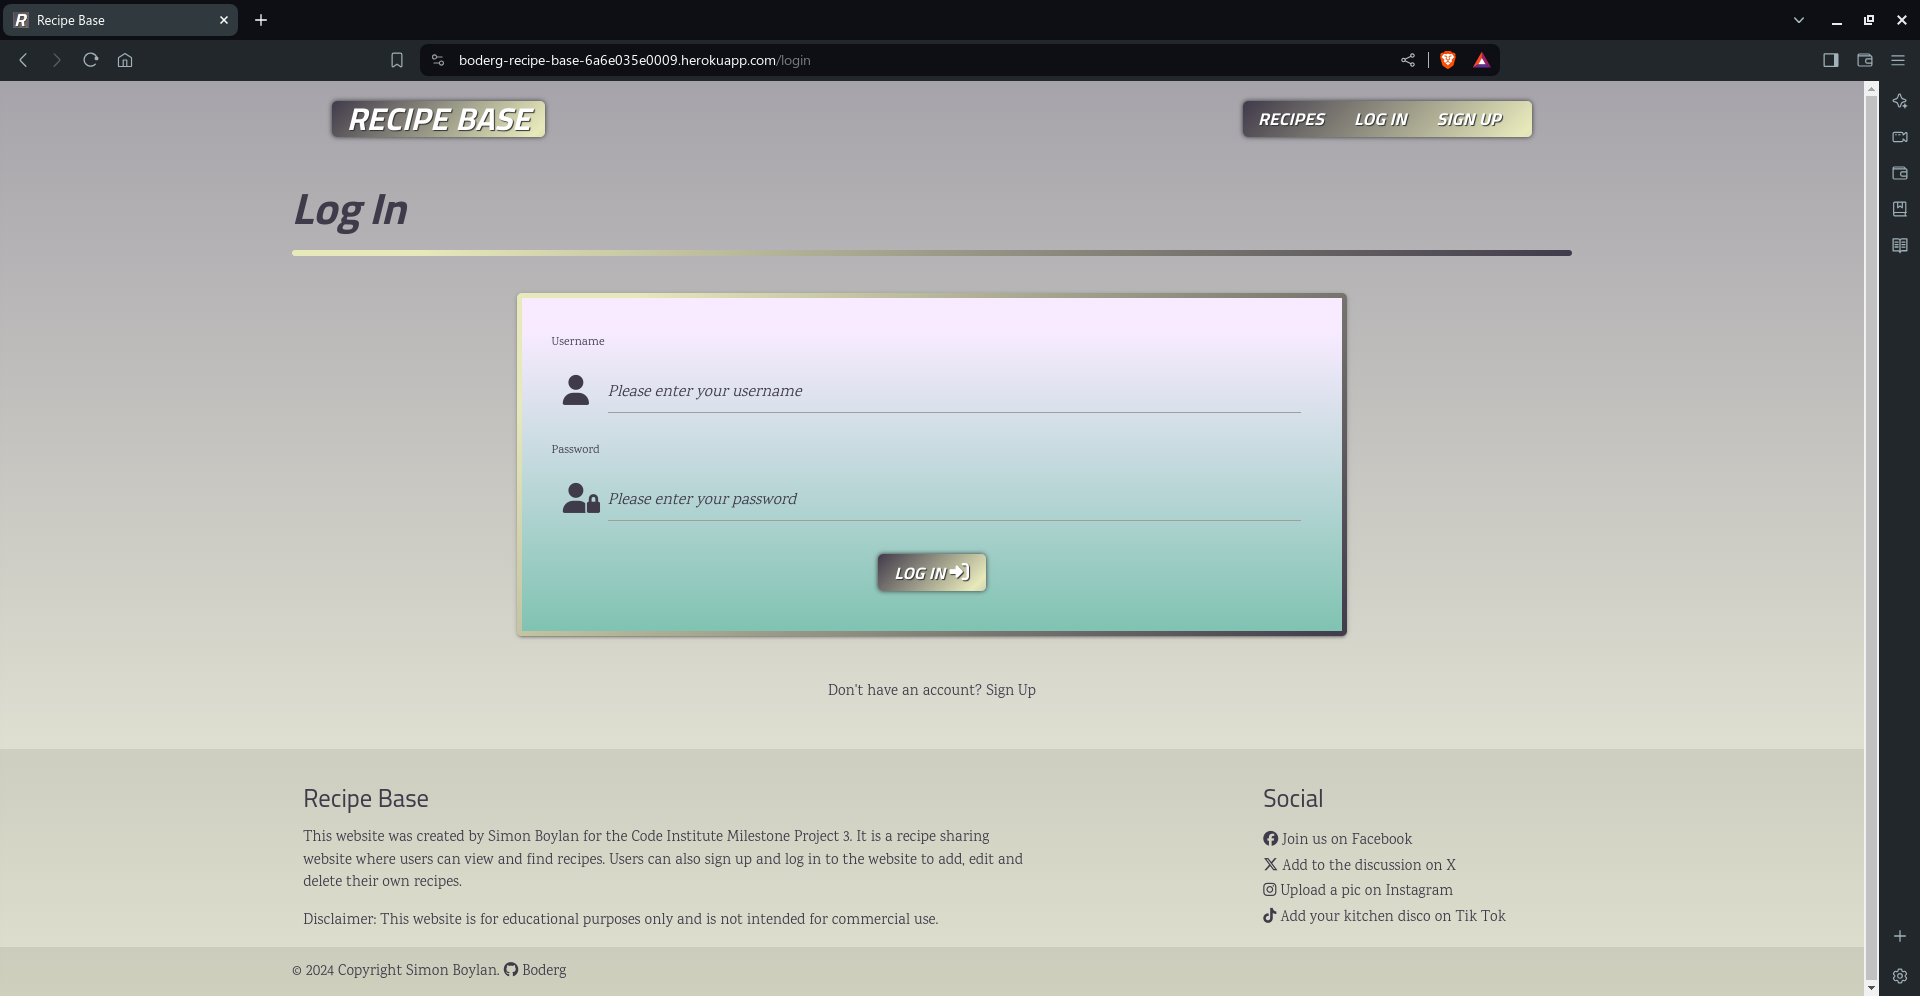 Recipe Base
boderg-recipe-base-6a6e035e0009.herokuapp.com/login
RECIPE BASE
RECIPES LOG IN SIGN UP
Log In
Username
Please enter your username
Password
Please enter your password
LOG IN
Don't have an account? Sign Up
Recipe Base
This website was created by Simon Boylan for the Code Institute Milestone Project 3. It is a recipe sharing
website where users can view and find recipes. Users can also sign up and log in to the website to add, edit and
delete their own recipes.
Disclaimer: This website is for educational purposes only and is not intended for commercial use.
Social
Join us on Facebook
Add to the discussion on X
Upload a pic on Instagram
Add your kitchen disco on Tik Tok
© 2024 Copyright Simon Boylan. Boderg